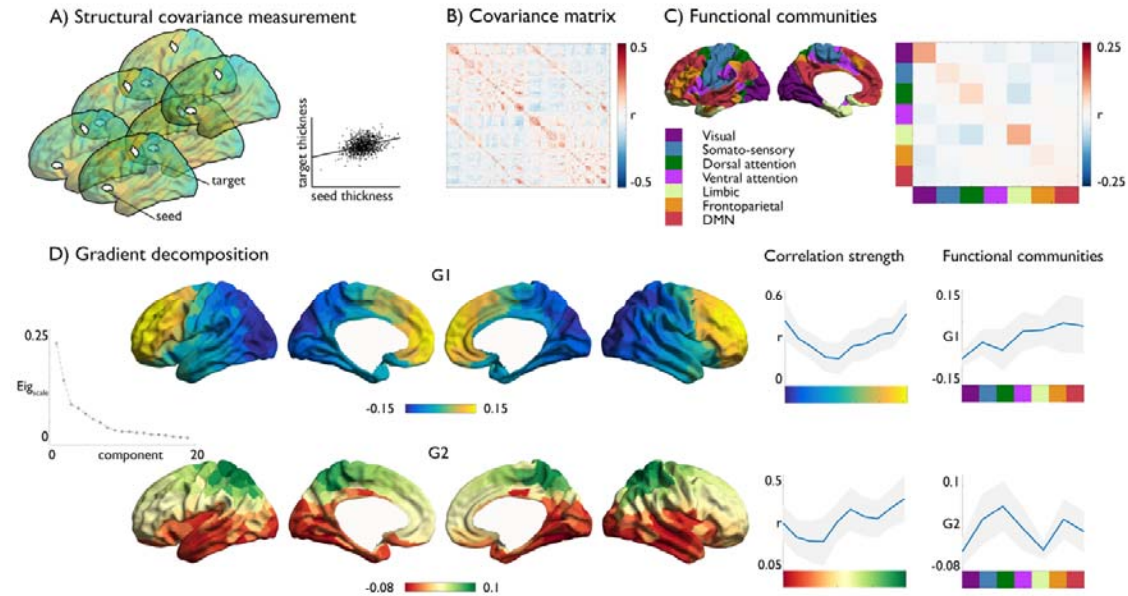 A) Structural covariance measurement
target
seed
target thickness
seed thickness
B) Covariance matrix
0.5
r
-0.5
C) Functional communities
Visual
Somato-sensory
Dorsal attention
Ventral attention
Limbic
Frontoparietal
DMN
0.25
r
-0.25
D) Gradient decomposition
0.25
Eig scale
0
0
component
20
G1
-0.15
0.15
Correlation strength
0.6
r
0
Functional communities
0.15
G1
-0.15
G2
-0.08
0.1
0.5
r
0.05
0.1
G2
-0.08